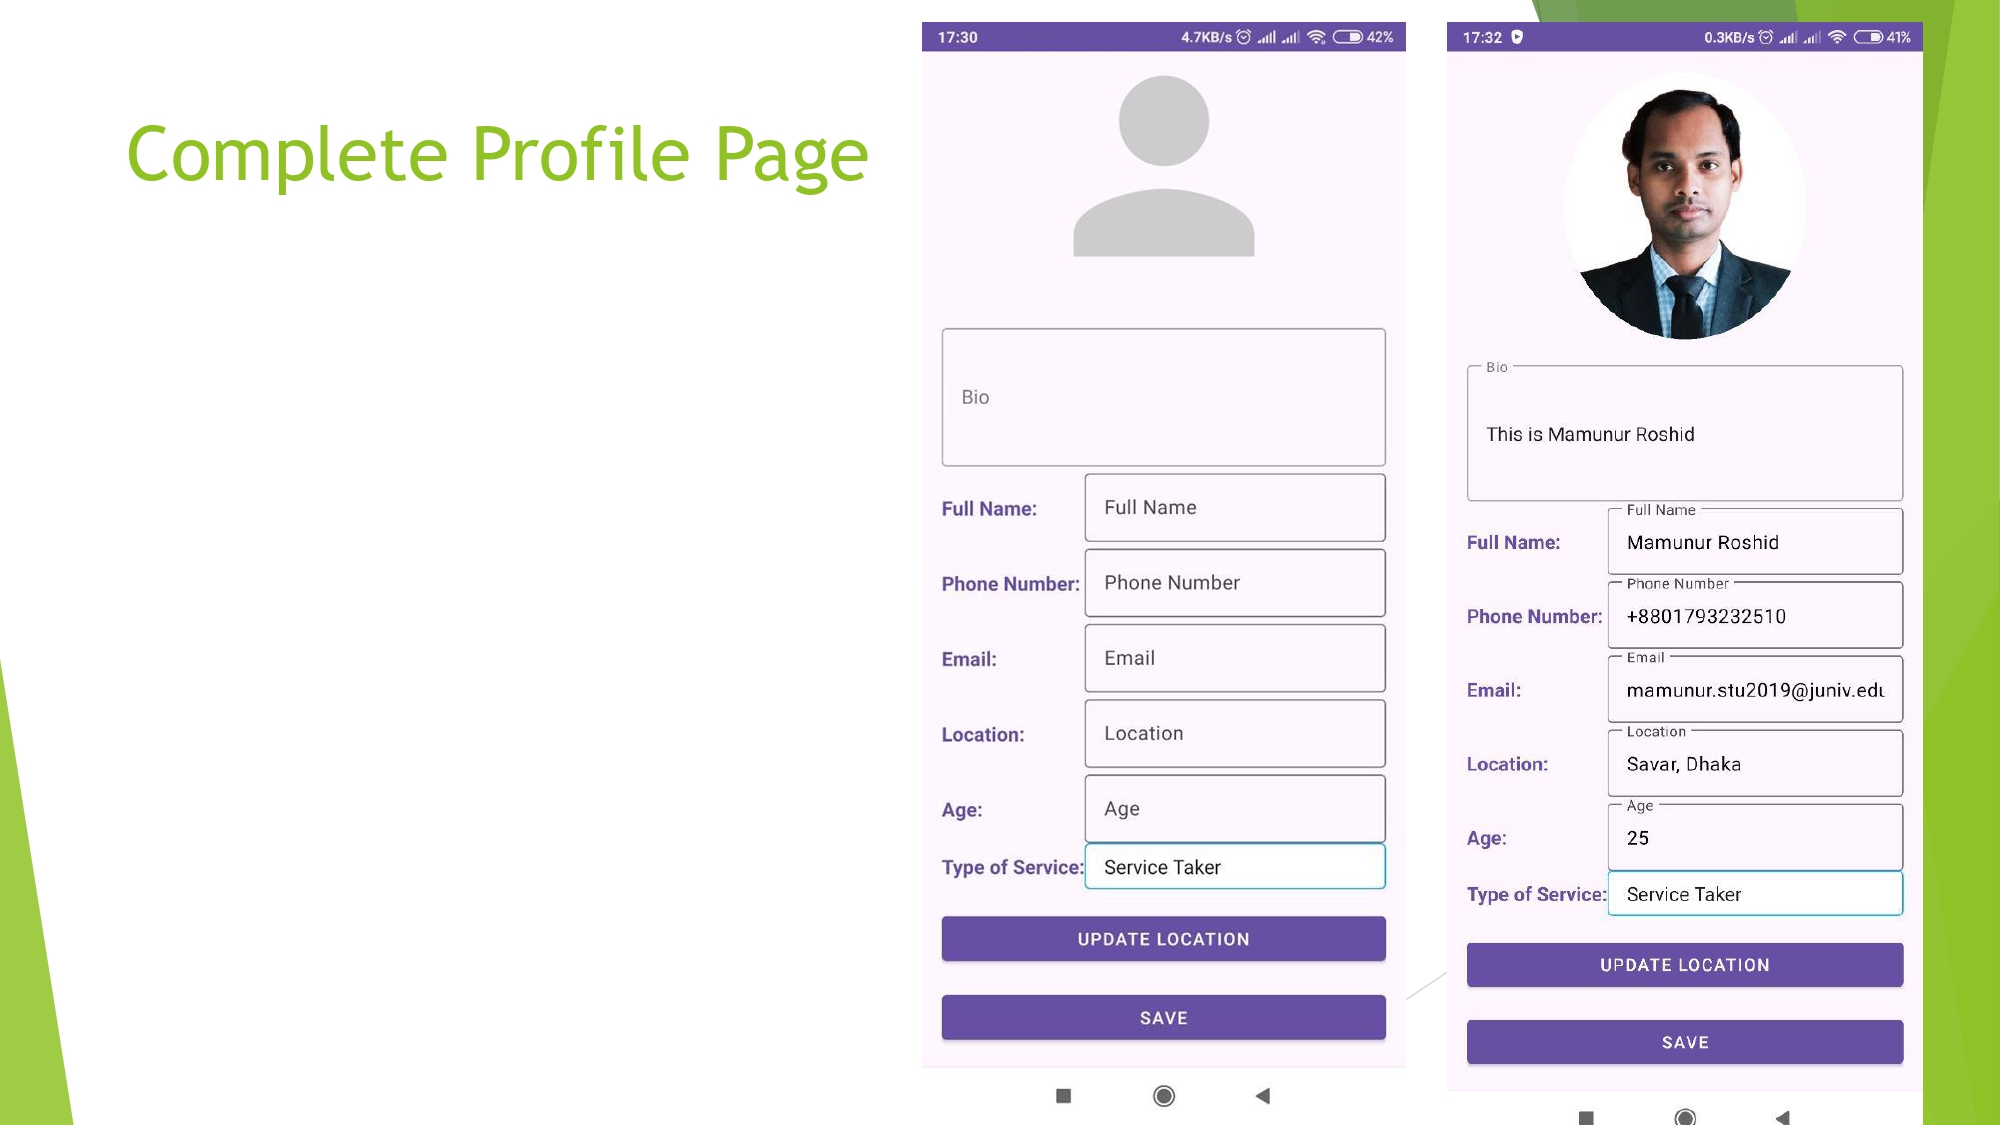 Complete Profile Page
17:30 4.7KB/s 42%
Bio
Full Name: Full Name
Phone Number: Phone Number
Email: Email
Location: Location
Age: Age
Type of Service: Service Taker
UPDATE LOCATION
SAVE
17:32 0.3KB/s 41%
Bio
This is Mamunur Roshid
Full Name
Full Name: Mamunur Roshid
Phone Number
Phone Number: +8801793232510
Email
Email: mamunur.stu2019@juniv.edu
Location
Location: Savar, Dhaka
Age
Age: 25
Type of Service: Service Taker
UPDATE LOCATION
SAVE